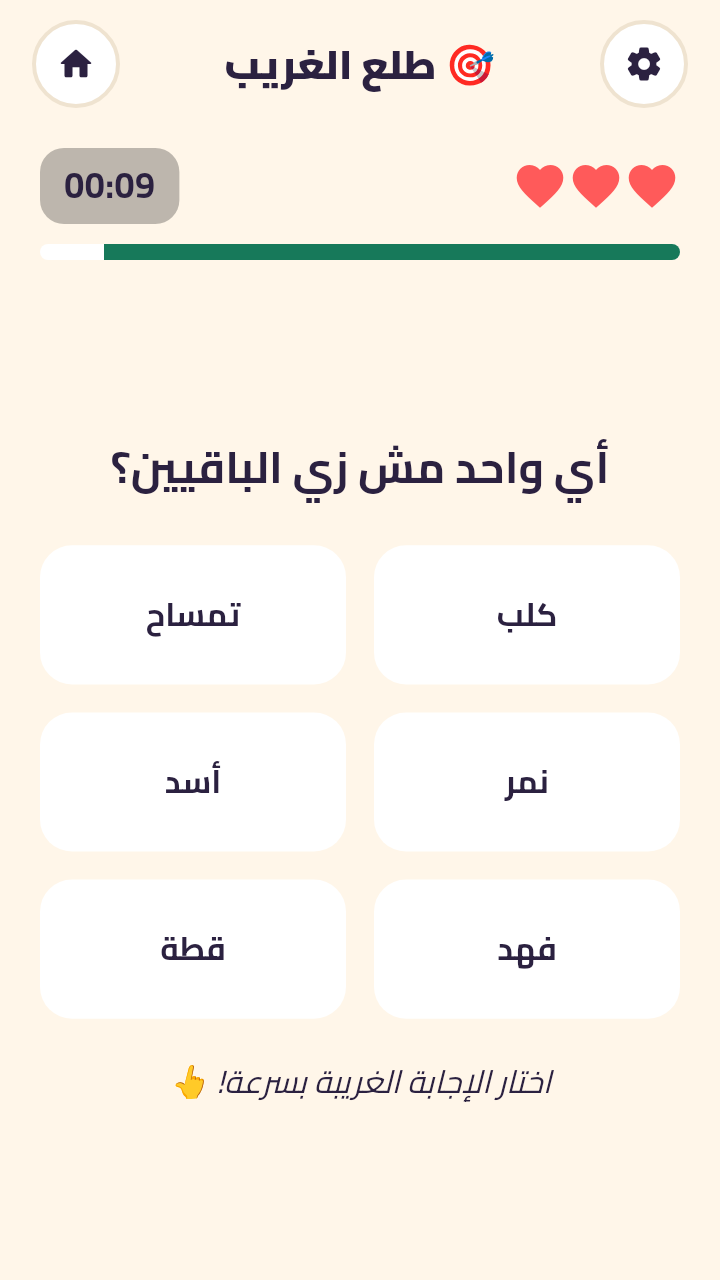 طلع الغريب 🎯
00:09
أي واحد مش زي الباقيين؟
كلب
تمساح
نمر
أسد
فهد
قطة
اختار الإجابة الغريبة بسرعة! 👆